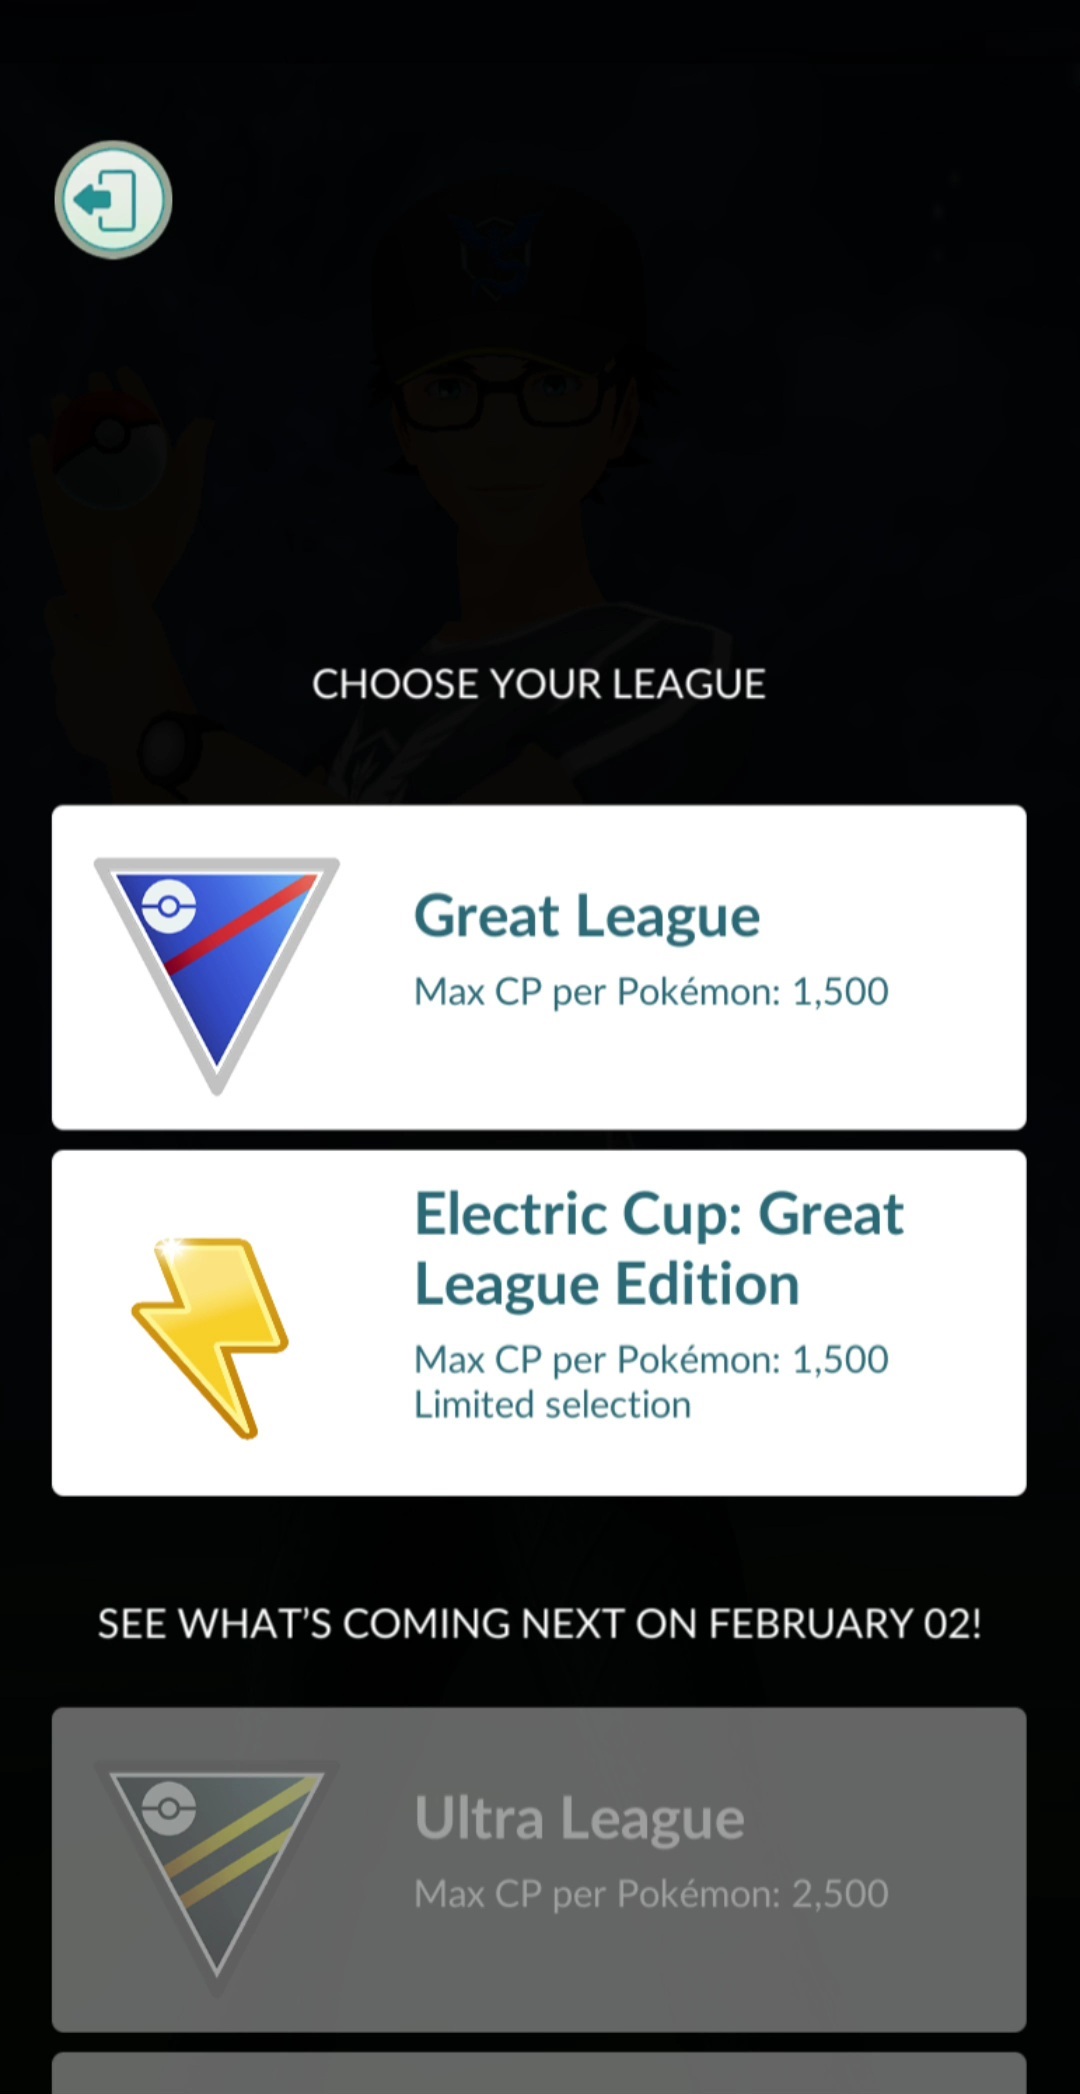 CHOOSE YOUR LEAGUE
Great League
Max CP per Pokémon: 1,500
Electric Cup: Great
League Edition
Max CP per Pokémon: 1,500
Limited selection
SEE WHAT’S COMING NEXT ON FEBRUARY 02!
Ultra League
Max CP per Pokémon: 2,500